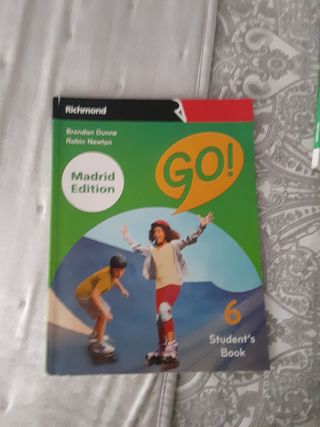 Richmond
Brendan Dunne
Robin Newton
Madrid
Edition
GO!
6
Student's
Book